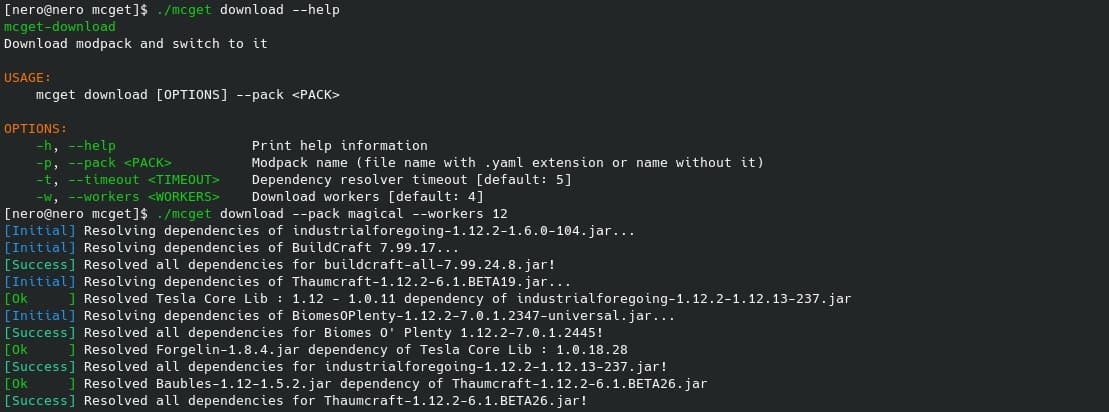 [nero@nero mcget]$ ./mcget download --help
mcget-download
Download modpack and switch to it
USAGE:
mcget download [OPTIONS] --pack <PACK>
OPTIONS:
-h, --help Print help information
-p, --pack <PACK> Modpack name (file name with .yaml extension or name without it)
-t, --timeout <TIMEOUT> Dependency resolver timeout [default: 5]
-w, --workers <WORKERS> Download workers [default: 4]
[nero@nero mcget]$ ./mcget download --pack magical --workers 12
[Initial] Resolving dependencies of industrialforegoing-1.12.2-1.6.0-104.jar...
[Initial] Resolving dependencies of BuildCraft 7.99.17...
[Success] Resolved all dependencies for buildcraft-all-7.99.24.8.jar!
[Initial] Resolving dependencies of Thaumcraft-1.12.2-6.1.BETA19.jar...
[Ok     ] Resolved Tesla Core Lib : 1.12 - 1.0.11 dependency of industrialforegoing-1.12.2-1.12.13-237.jar
[Initial] Resolving dependencies of BiomesOPlenty-1.12.2-7.0.1.2347-universal.jar...
[Success] Resolved all dependencies for Biomes O' Plenty 1.12.2-7.0.1.2445!
[Ok     ] Resolved Forgelin-1.8.4.jar dependency of Tesla Core Lib : 1.0.18.28
[Success] Resolved all dependencies for industrialforegoing-1.12.2-1.12.13-237.jar!
[Ok     ] Resolved Baubles-1.12-1.5.2.jar dependency of Thaumcraft-1.12.2-6.1.BETA26.jar
[Success] Resolved all dependencies for Thaumcraft-1.12.2-6.1.BETA26.jar!